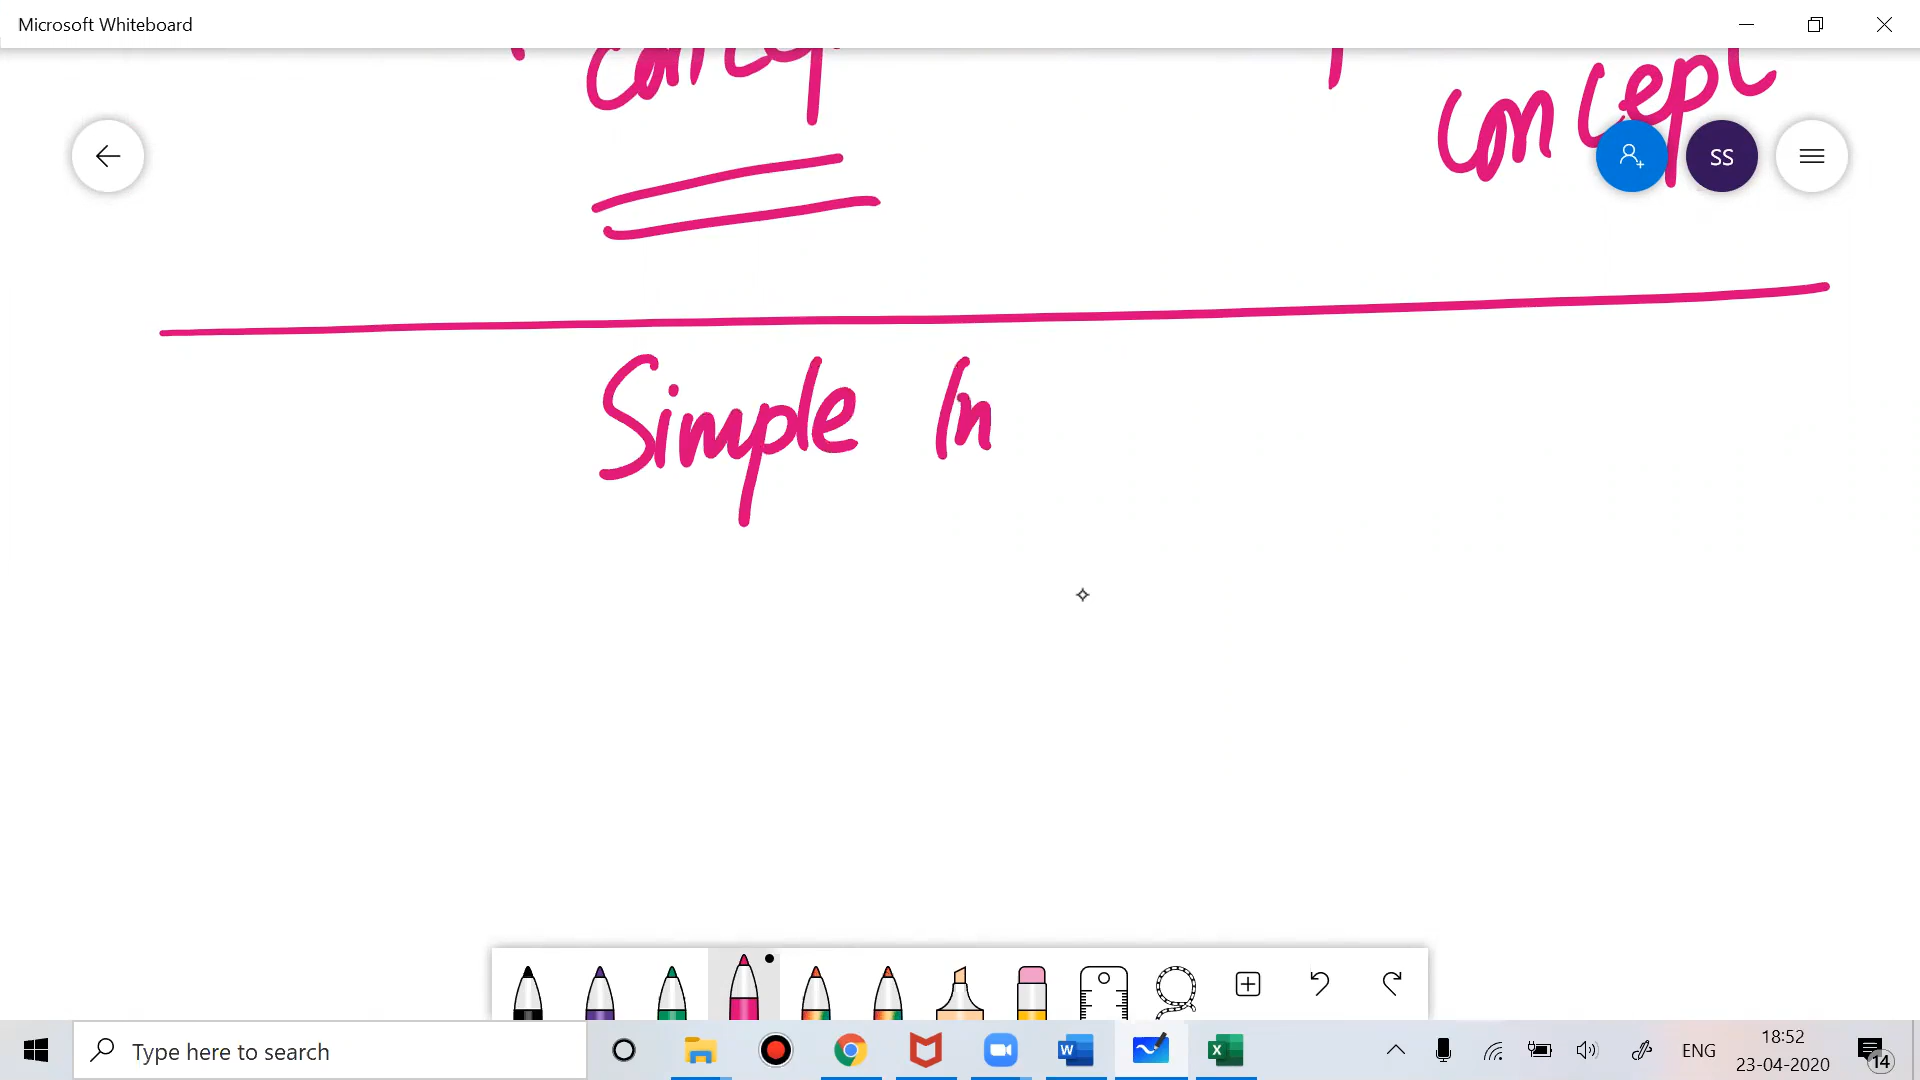 Microsoft Whiteboard
concept
SS
Simple In
Type here to search
ENG
18:52
23-04-2020
14